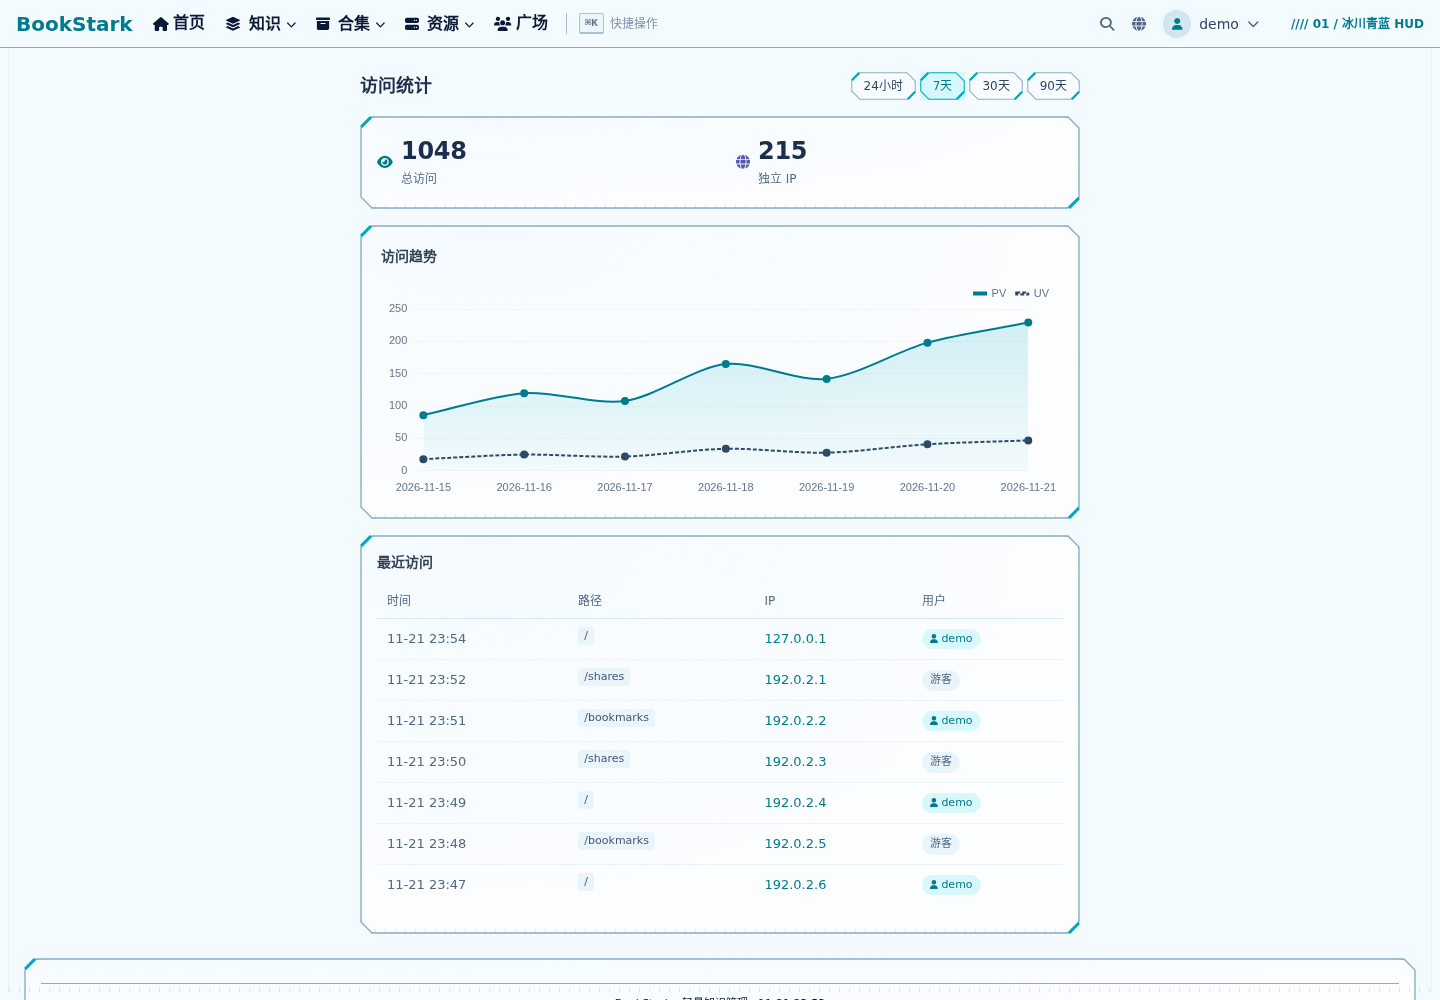 BookStark 首页 知识 合集 资源 广场 ⌘K 快捷操作 demo //// 01 / 冰川青蓝 HUD
访问统计 24小时 7天 30天 90天
1048 215
总访问 独立 IP
访问趋势
PV UV
250
200
150
100
50
0
2026-11-15 2026-11-16 2026-11-17 2026-11-18 2026-11-19 2026-11-20 2026-11-21
最近访问
时间 路径 IP 用户
11-21 23:54 / 127.0.0.1 demo
11-21 23:52 /shares 192.0.2.1 游客
11-21 23:51 /bookmarks 192.0.2.2 demo
11-21 23:50 /shares 192.0.2.3 游客
11-21 23:49 / 192.0.2.4 demo
11-21 23:48 /bookmarks 192.0.2.5 游客
11-21 23:47 / 192.0.2.6 demo